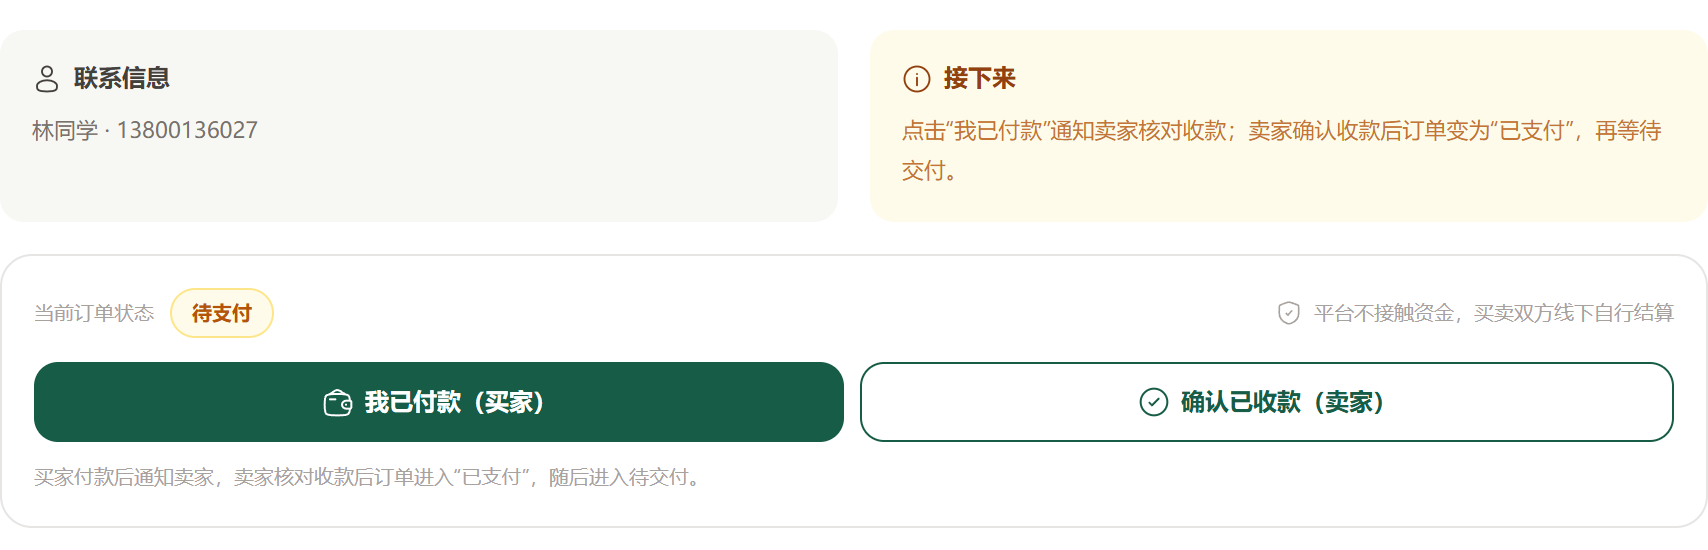 联系信息
林同学 · 13800136027
接下来
点击“我已付款”通知卖家核对收款；卖家确认收款后订单变为“已支付”，再等待
交付。
当前订单状态 待支付
平台不接触资金，买卖双方线下自行结算
我已付款（买家）
确认已收款（卖家）
买家付款后通知卖家，卖家核对收款后订单进入“已支付”，随后进入待交付。